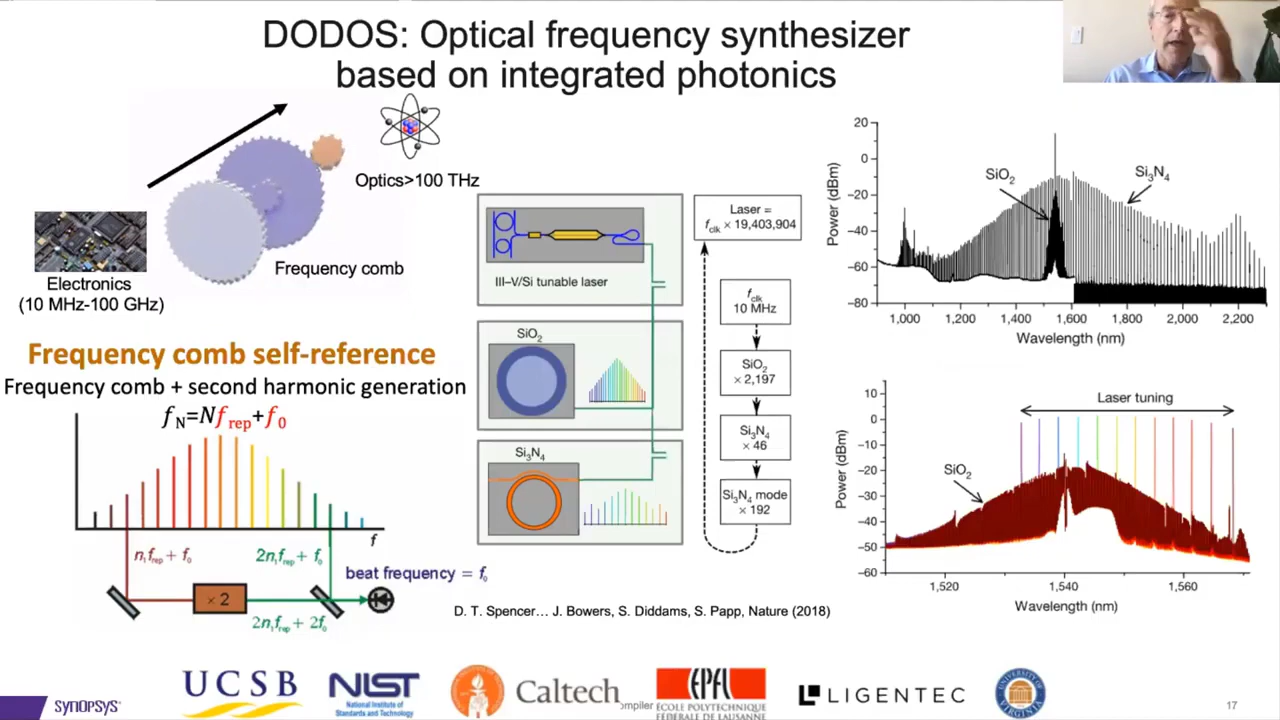 DODOS: Optical frequency synthesizer
based on integrated photonics
Optics>100 THz
Frequency comb
Electronics
(10 MHz-100 GHz)
Frequency comb self-reference
Frequency comb + second harmonic generation
f_N=Nf_rep+f_0
f
n_1f_rep + f_0
2n_1f_rep + f_0
× 2
beat frequency = f_0
2n_1f_rep + 2f_0
III–V/Si tunable laser
SiO2
Si3N4
Laser =
f_clk × 19,403,904
f_clk
10 MHz
SiO2
× 2,197
Si3N4
× 46
Si3N4 mode
× 192
D. T. Spencer... J. Bowers, S. Diddams, S. Papp, Nature (2018)
Power (dBm)
20
0
−20
−40
−60
−80
SiO2
Si3N4
1,000 1,200 1,400 1,600 1,800 2,000 2,200
Wavelength (nm)
Power (dBm)
10
0
−10
−20
−30
−40
−50
−60
Laser tuning
SiO2
1,520 1,540 1,560
Wavelength (nm)
SYNOPSYS
UCSB
NIST
National Institute of
Standards and Technology
Caltech
ompiler
EPFL
ÉCOLE POLYTECHNIQUE
FÉDÉRALE DE LAUSANNE
LIGENTEC
UNIVERSITY OF
VIRGINIA
17